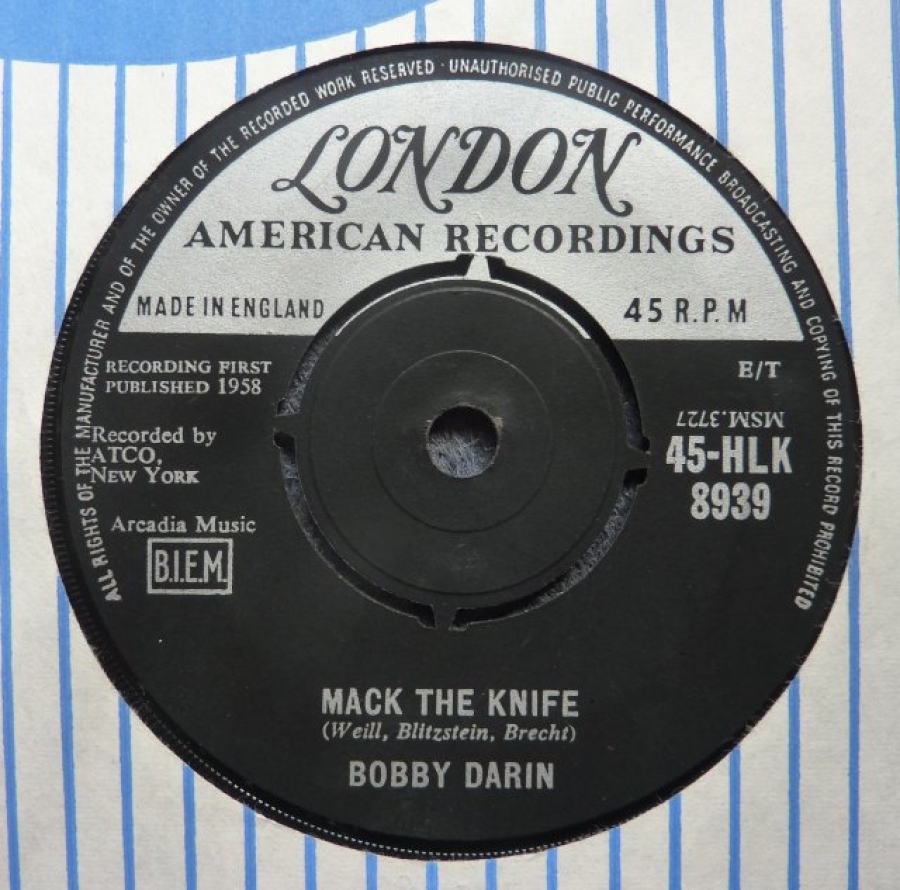 ALL RIGHTS OF THE MANUFACTURER AND OF THE OWNER OF THE RECORDED WORK RESERVED · UNAUTHORISED PUBLIC PERFORMANCE BROADCASTING AND COPYING OF THIS RECORD PROHIBITED
LONDON
AMERICAN RECORDINGS
MADE IN ENGLAND
45 R.P.M
RECORDING FIRST
PUBLISHED 1958
E/T
MSM.3727
Recorded by
ATCO,
NEW YORK
45-HLK
8939
Arcadia Music
B.I.E.M.
MACK THE KNIFE
(Weill, Blitzstein, Brecht)
BOBBY DARIN